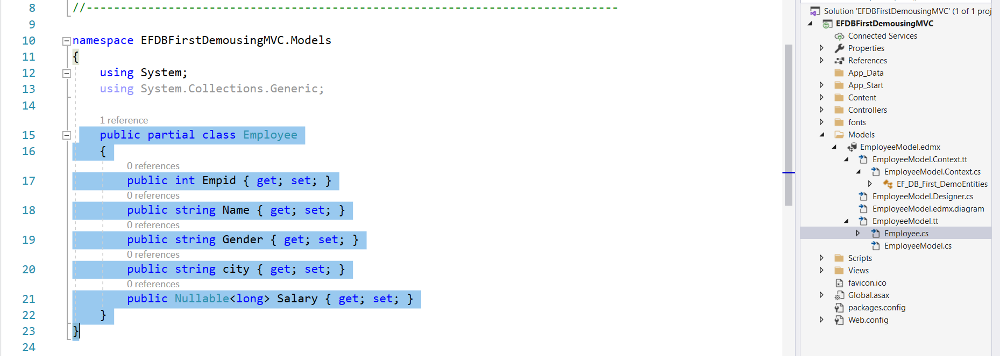 8 //------------------------------------------------------------------------------
9
10 namespace EFDBFirstDemousingMVC.Models
11 {
12 using System;
13 using System.Collections.Generic;
14
1 reference
15 public partial class Employee
16 {
0 references
17 public int Empid { get; set; }
0 references
18 public string Name { get; set; }
0 references
19 public string Gender { get; set; }
0 references
20 public string city { get; set; }
0 references
21 public Nullable<long> Salary { get; set; }
22 }
23 }
24
Solution 'EFDBFirstDemousingMVC' (1 of 1 proj
EFDBFirstDemousingMVC
Connected Services
Properties
References
App_Data
App_Start
Content
Controllers
fonts
Models
EmployeeModel.edmx
EmployeeModel.Context.tt
EmployeeModel.Context.cs
EF_DB_First_DemoEntities
EmployeeModel.Designer.cs
EmployeeModel.edmx.diagram
EmployeeModel.tt
Employee.cs
EmployeeModel.cs
Scripts
Views
favicon.ico
Global.asax
packages.config
Web.config